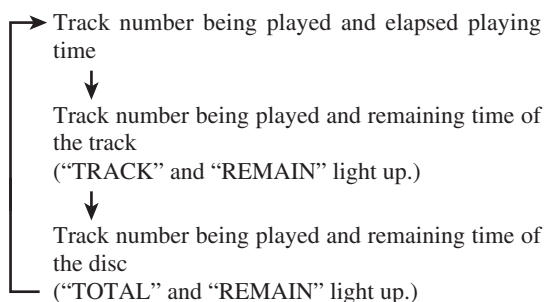 Track number being played and elapsed playing
time
Track number being played and remaining time of
the track
(“TRACK” and “REMAIN” light up.)
Track number being played and remaining time of
the disc
(“TOTAL” and “REMAIN” light up.)